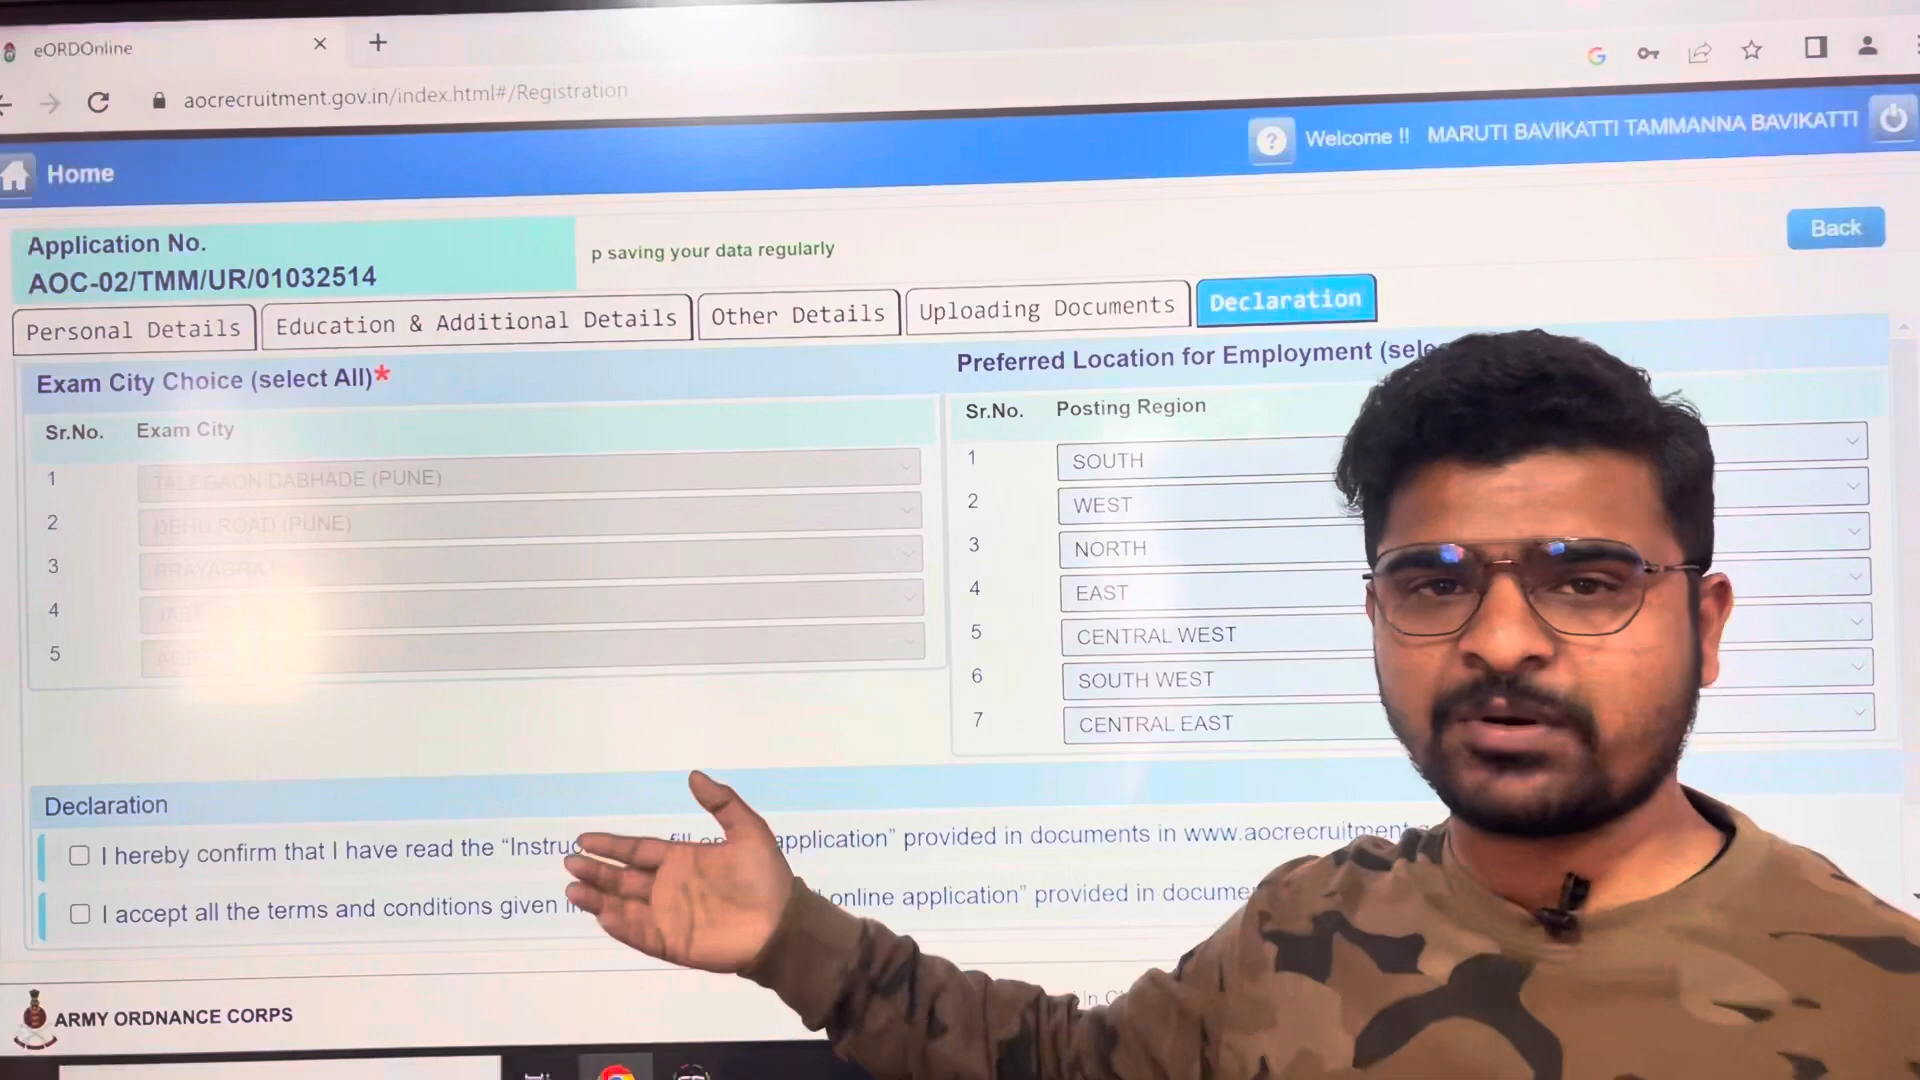 eORDOnline
aocrecruitment.gov.in/index.html#/Registration
Home
? Welcome !! MARUTI BAVIKATTI TAMMANNA BAVIKATTI
Application No.
AOC-02/TMM/UR/01032514
p saving your data regularly
Back
Personal Details
Education & Additional Details
Other Details
Uploading Documents
Declaration
Exam City Choice (select All)*
Sr.No. Exam City
1 TALEGAON DABHADE (PUNE)
2 DEHU ROAD (PUNE)
3 PRAYAGRAJ
4
5
Preferred Location for Employment (sele
Sr.No. Posting Region
1 SOUTH
2 WEST
3 NORTH
4 EAST
5 CENTRAL WEST
6 SOUTH WEST
7 CENTRAL EAST
Declaration
I hereby confirm that I have read the “Instruc application” provided in documents in www.aocrecruitment
I accept all the terms and conditions given in online application” provided in docume
ARMY ORDNANCE CORPS